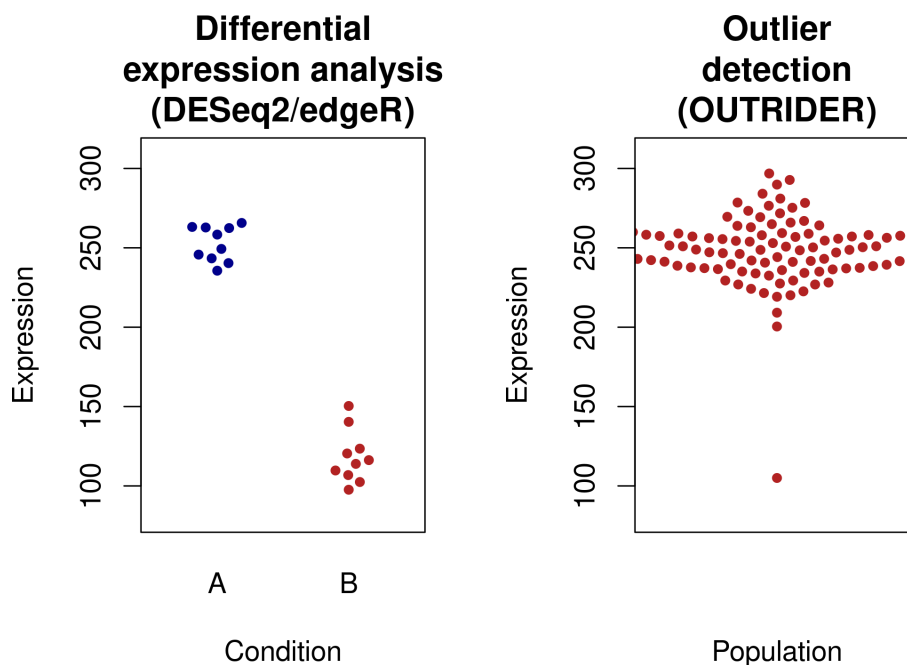 Differential
expression analysis
(DESeq2/edgeR)
Expression
300
250
200
150
100
A B
Condition
Outlier
detection
(OUTRIDER)
Expression
300
250
200
150
100
Population